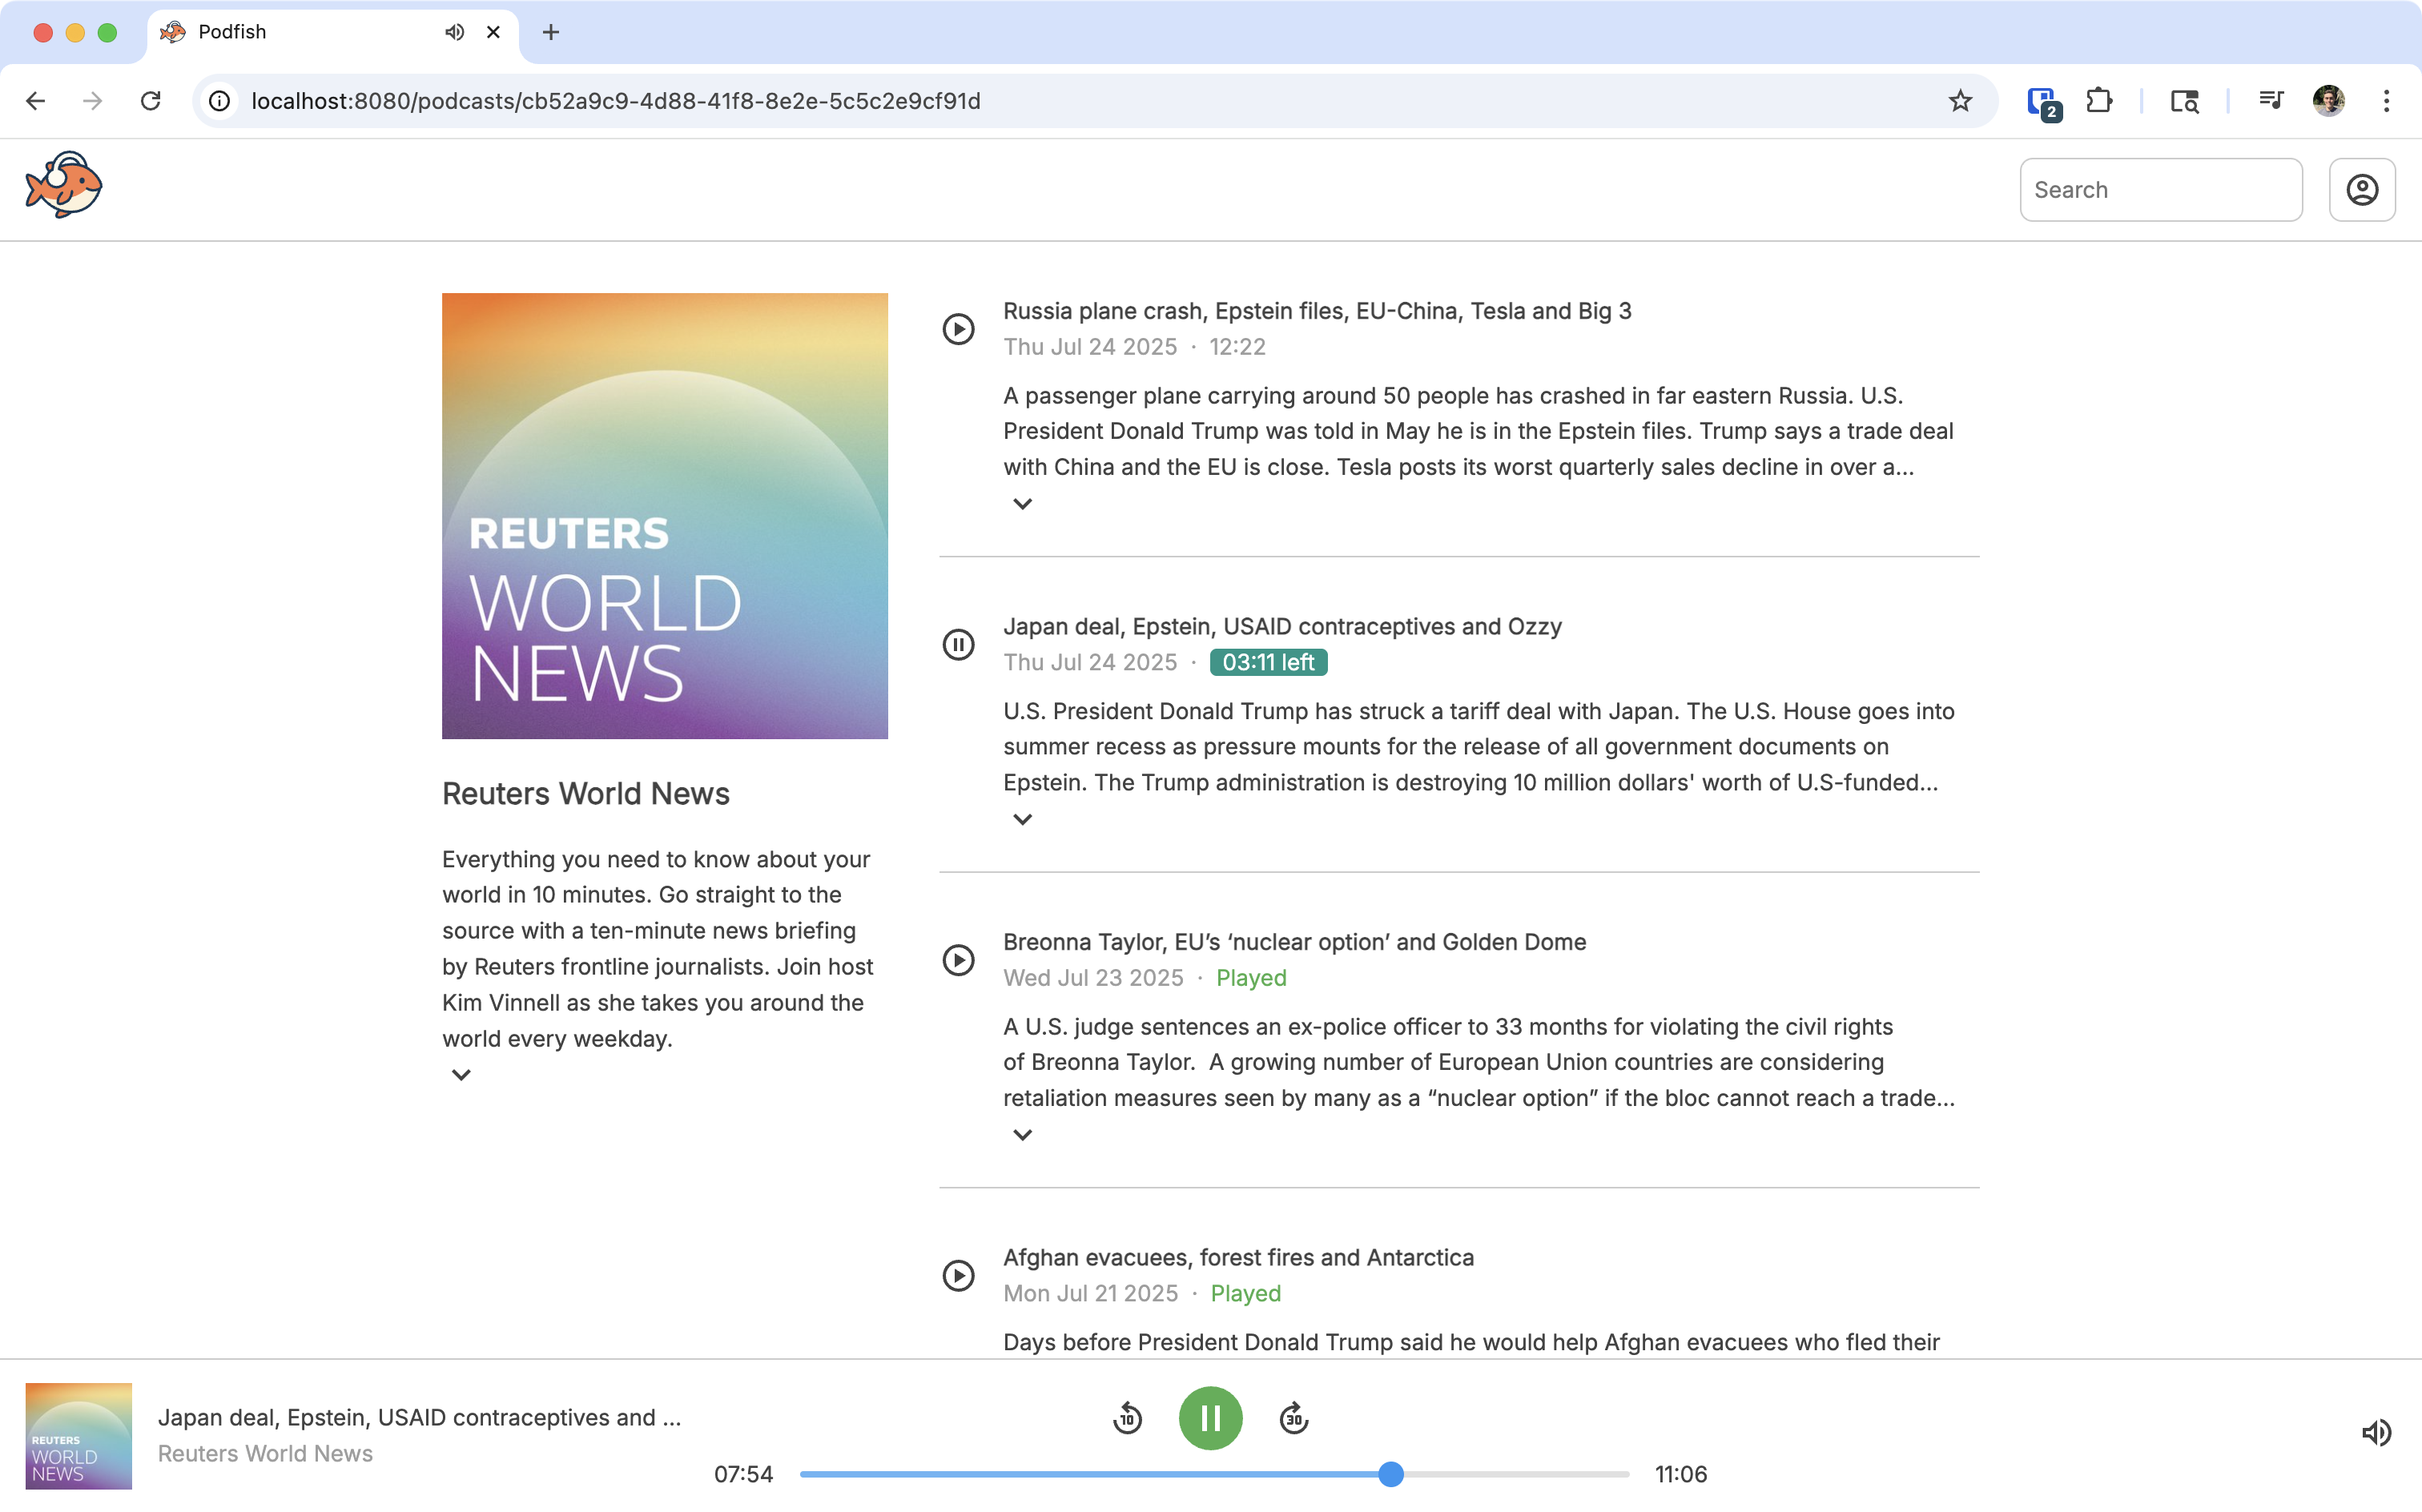 Podfish
localhost:8080/podcasts/cb52a9c9-4d88-41f8-8e2e-5c5c2e9cf91d
2
Search
REUTERS
WORLD
NEWS
Reuters World News
Everything you need to know about your
world in 10 minutes. Go straight to the
source with a ten-minute news briefing
by Reuters frontline journalists. Join host
Kim Vinnell as she takes you around the
world every weekday.
Russia plane crash, Epstein files, EU-China, Tesla and Big 3
Thu Jul 24 2025 · 12:22
A passenger plane carrying around 50 people has crashed in far eastern Russia. U.S.
President Donald Trump was told in May he is in the Epstein files. Trump says a trade deal
with China and the EU is close. Tesla posts its worst quarterly sales decline in over a...
Japan deal, Epstein, USAID contraceptives and Ozzy
Thu Jul 24 2025 · 03:11 left
U.S. President Donald Trump has struck a tariff deal with Japan. The U.S. House goes into
summer recess as pressure mounts for the release of all government documents on
Epstein. The Trump administration is destroying 10 million dollars' worth of U.S-funded...
Breonna Taylor, EU’s ‘nuclear option’ and Golden Dome
Wed Jul 23 2025 · Played
A U.S. judge sentences an ex-police officer to 33 months for violating the civil rights
of Breonna Taylor.  A growing number of European Union countries are considering
retaliation measures seen by many as a “nuclear option” if the bloc cannot reach a trade...
Afghan evacuees, forest fires and Antarctica
Mon Jul 21 2025 · Played
Days before President Donald Trump said he would help Afghan evacuees who fled their
REUTERS
WORLD
NEWS
Japan deal, Epstein, USAID contraceptives and ...
Reuters World News
10
30
07:54
11:06